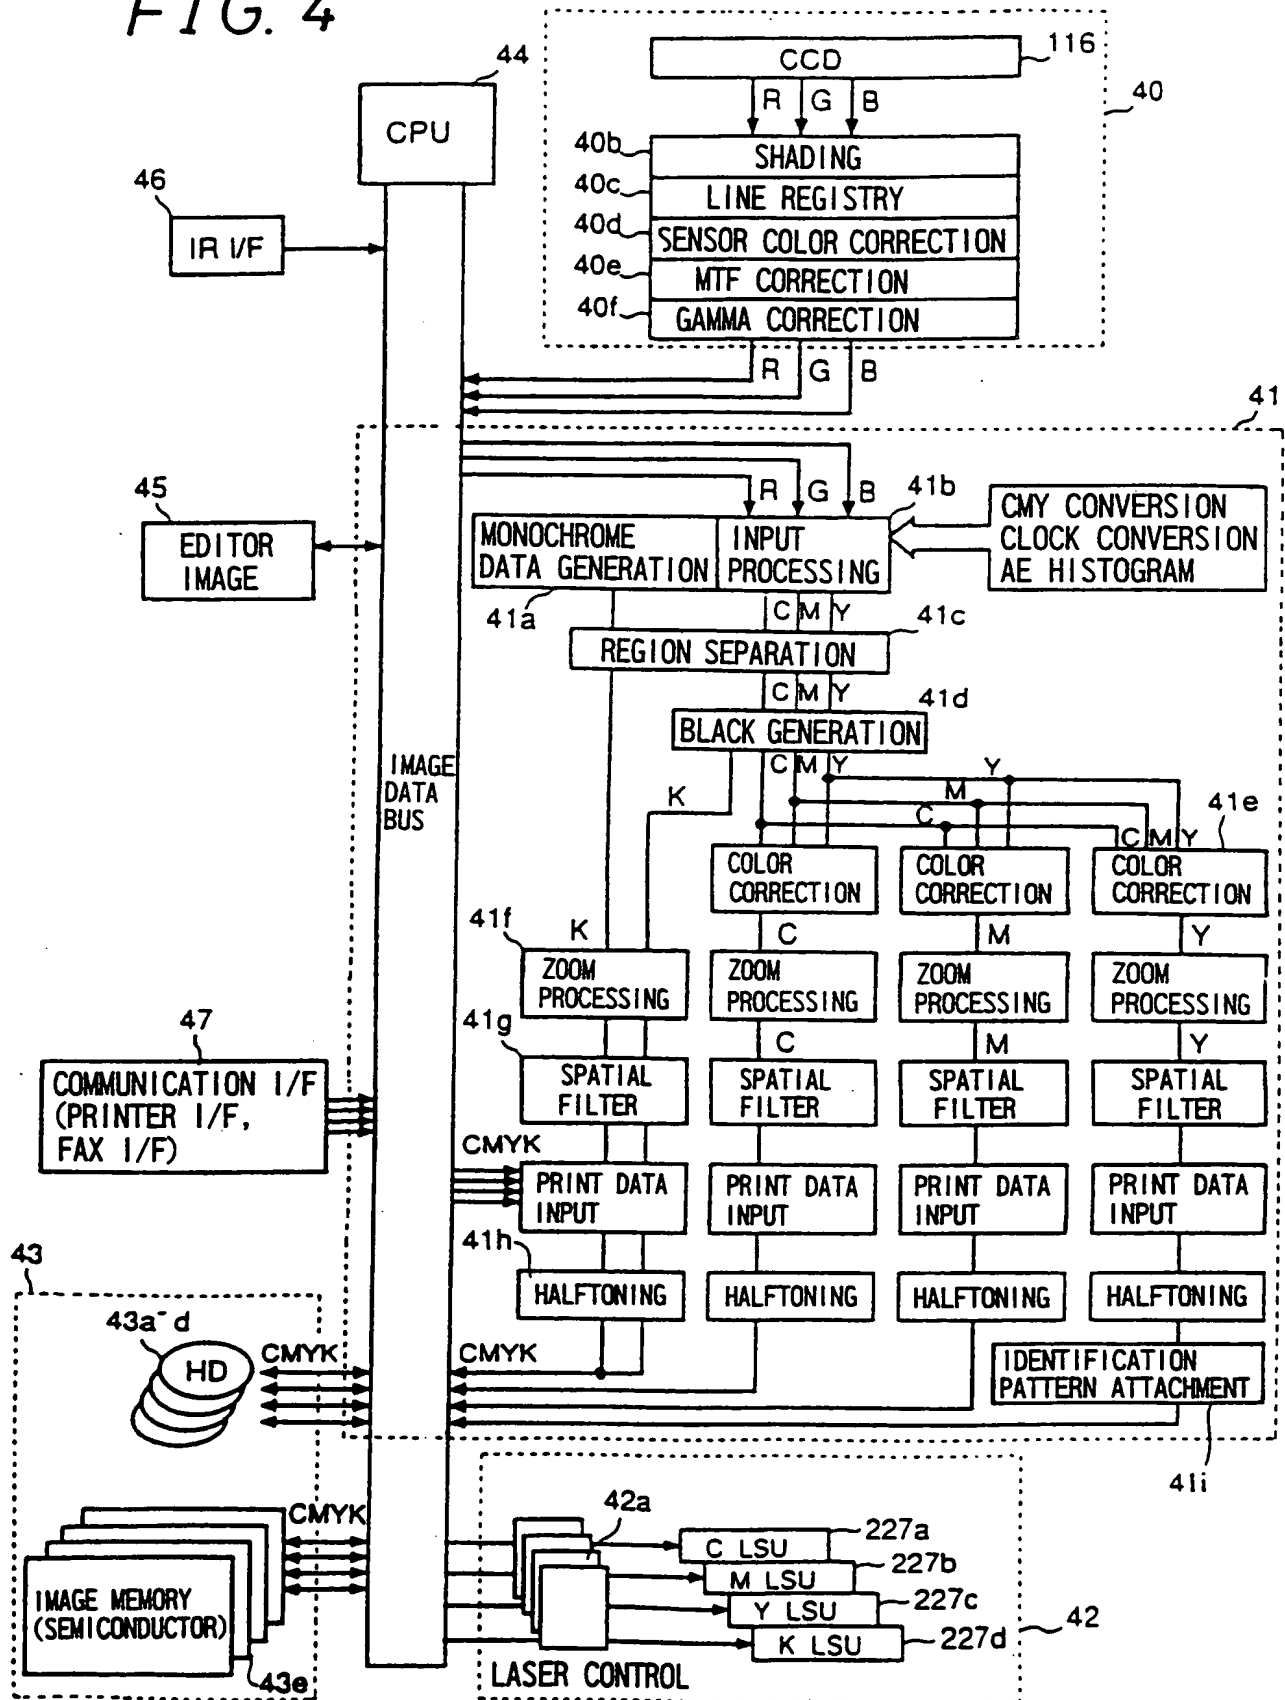 FIG. 4
44
CPU
CCD
116
40
R G B
40b
SHADING
40c
LINE REGISTRY
40d
SENSOR COLOR CORRECTION
40e
MTF CORRECTION
40f
GAMMA CORRECTION
R G B
46
IR I/F
41
R G B
41b
45
EDITOR
IMAGE
MONOCHROME
DATA GENERATION
INPUT
PROCESSING
CMY CONVERSION
CLOCK CONVERSION
AE HISTOGRAM
41a
C M Y
41c
REGION SEPARATION
C M Y
41d
BLACK GENERATION
C M Y
Y
M
C
K
IMAGE
DATA
BUS
41e
C M Y
COLOR
CORRECTION
COLOR
CORRECTION
COLOR
CORRECTION
41f
K
C
M
Y
ZOOM
PROCESSING
ZOOM
PROCESSING
ZOOM
PROCESSING
ZOOM
PROCESSING
41g
C
M
Y
47
COMMUNICATION I/F
(PRINTER I/F,
FAX I/F)
SPATIAL
FILTER
SPATIAL
FILTER
SPATIAL
FILTER
SPATIAL
FILTER
CMYK
PRINT DATA
INPUT
PRINT DATA
INPUT
PRINT DATA
INPUT
PRINT DATA
INPUT
41h
HALFTONING
HALFTONING
HALFTONING
HALFTONING
43
43a~d
HD
CMYK
CMYK
IDENTIFICATION
PATTERN ATTACHMENT
41i
CMYK
IMAGE MEMORY
(SEMICONDUCTOR)
43e
42a
C LSU
227a
M LSU
227b
Y LSU
227c
K LSU
227d
42
LASER CONTROL